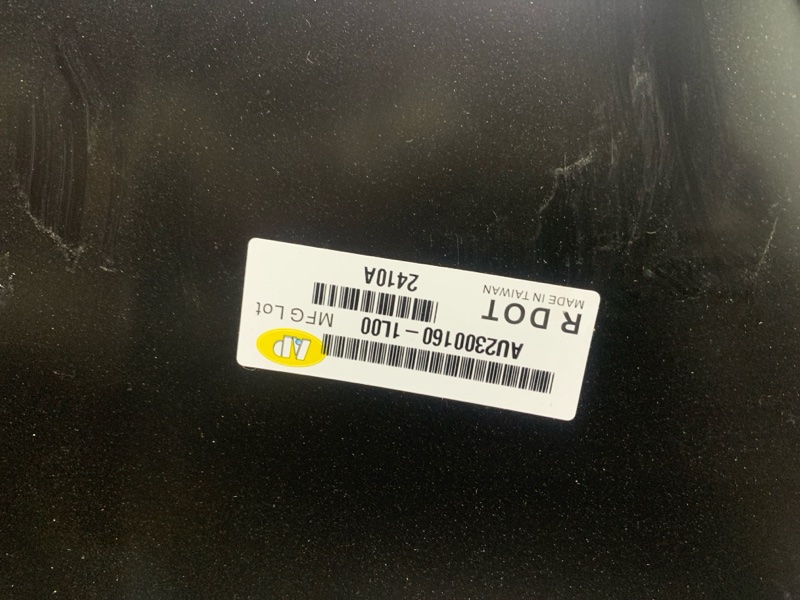 AU2300160-1L00
R DOT
MFG Lot
2410A
MADE IN TAIWAN